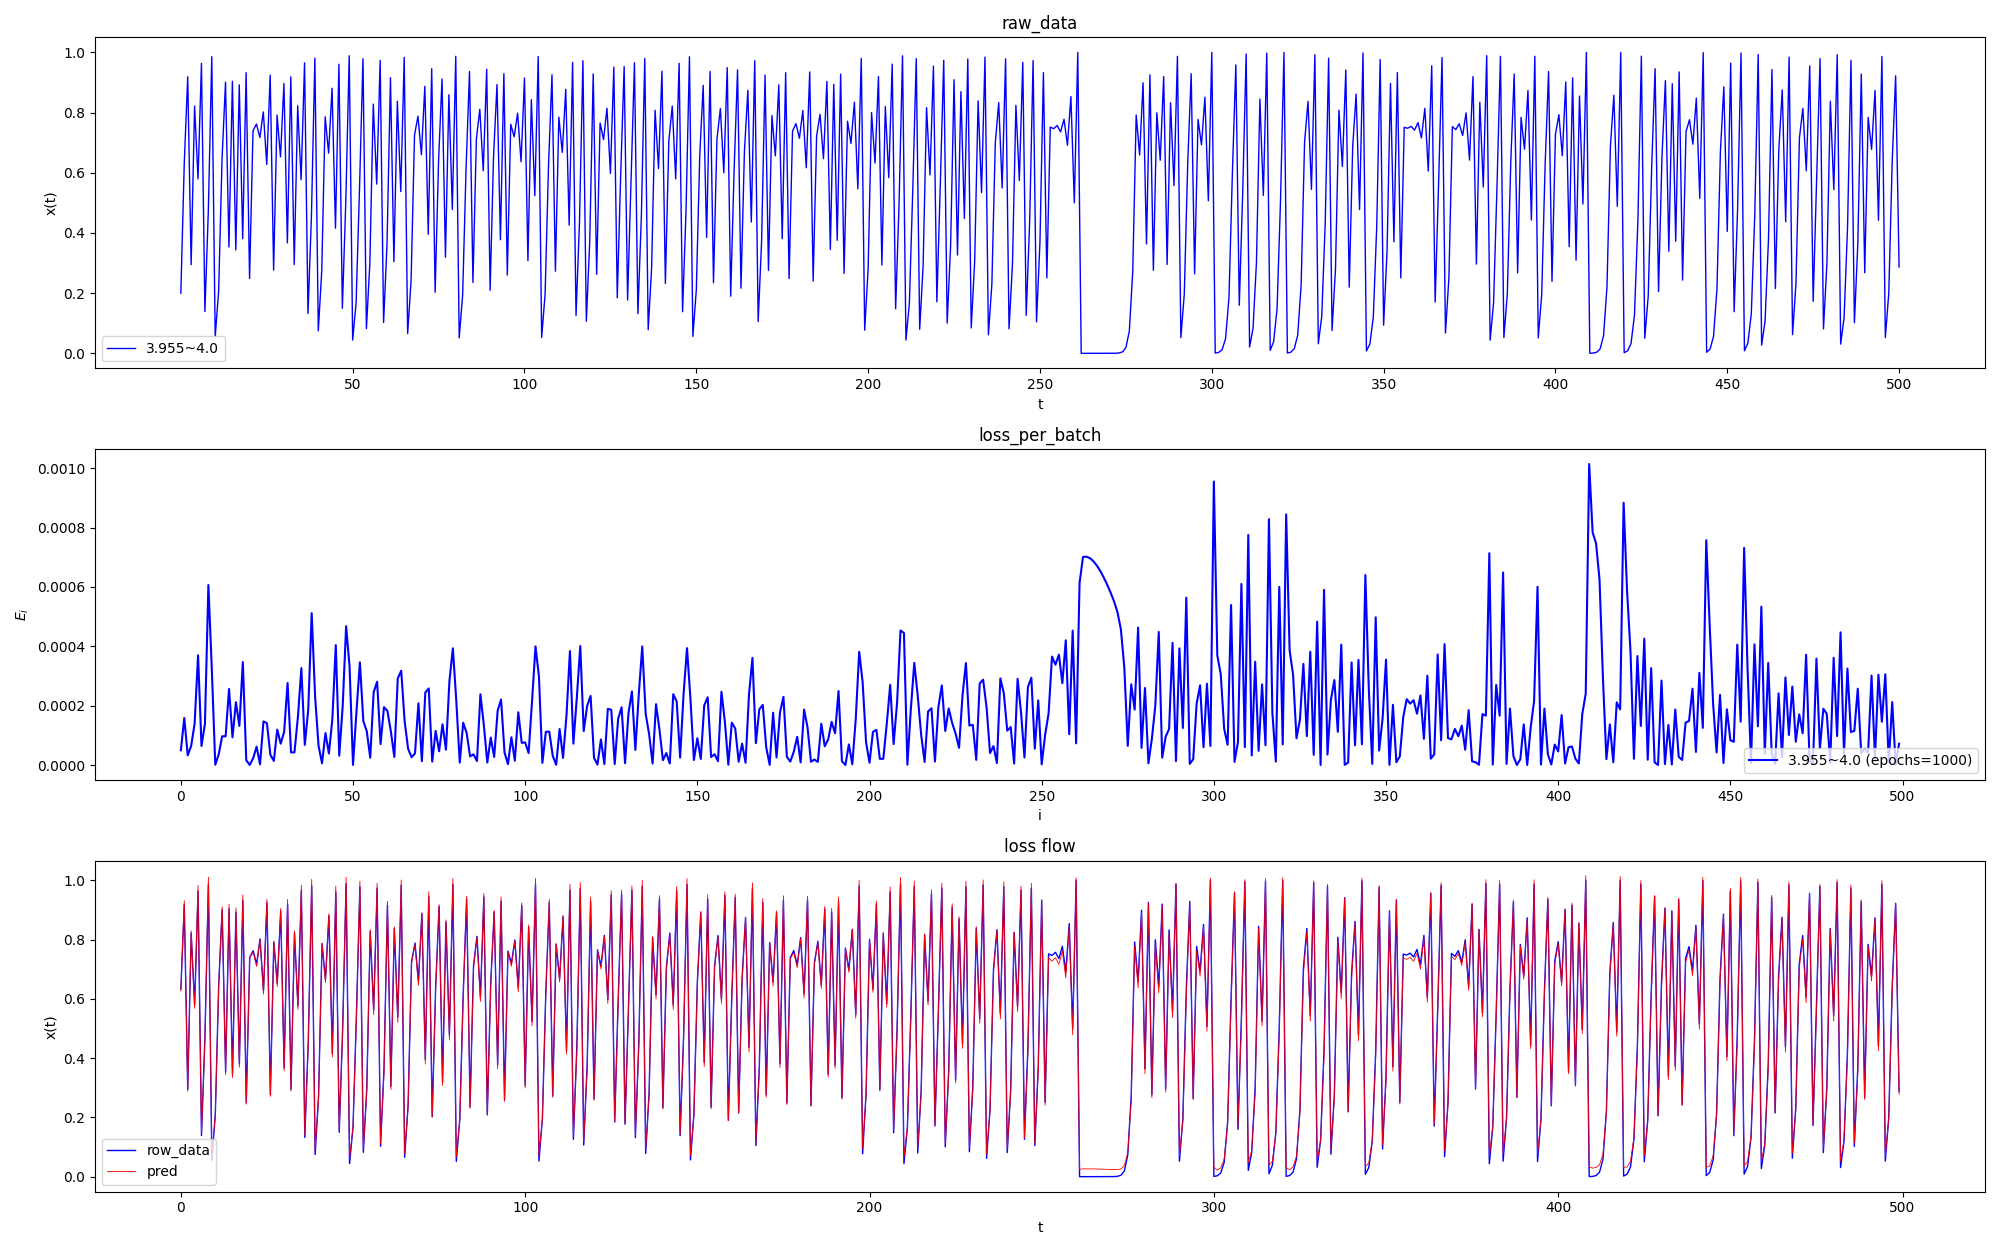 raw_data
1.0
0.8
0.6
0.4
0.2
0.0
x(t)
3.955~4.0
50 100 150 200 250 300 350 400 450 500
t
loss_per_batch
0.0010
0.0008
0.0006
0.0004
0.0002
0.0000
E_i
3.955~4.0 (epochs=1000)
0 50 100 150 200 250 300 350 400 450 500
i
loss flow
1.0
0.8
0.6
0.4
0.2
0.0
x(t)
row_data
pred
0 100 200 300 400 500
t